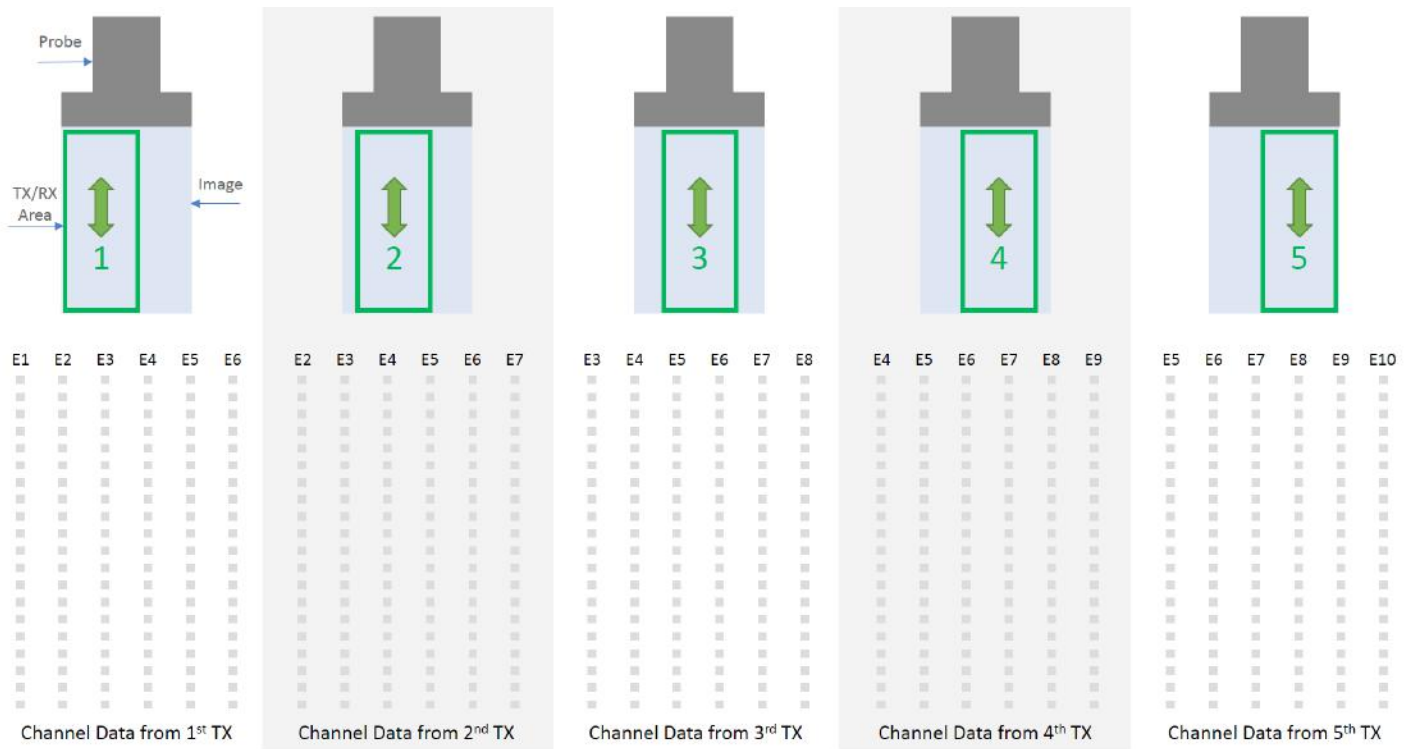 Probe
TX/RX
Area
Image
1
2
3
4
5
E1 E2 E3 E4 E5 E6
E2 E3 E4 E5 E6 E7
E3 E4 E5 E6 E7 E8
E4 E5 E6 E7 E8 E9
E5 E6 E7 E8 E9 E10
Channel Data from 1st TX
Channel Data from 2nd TX
Channel Data from 3rd TX
Channel Data from 4th TX
Channel Data from 5th TX